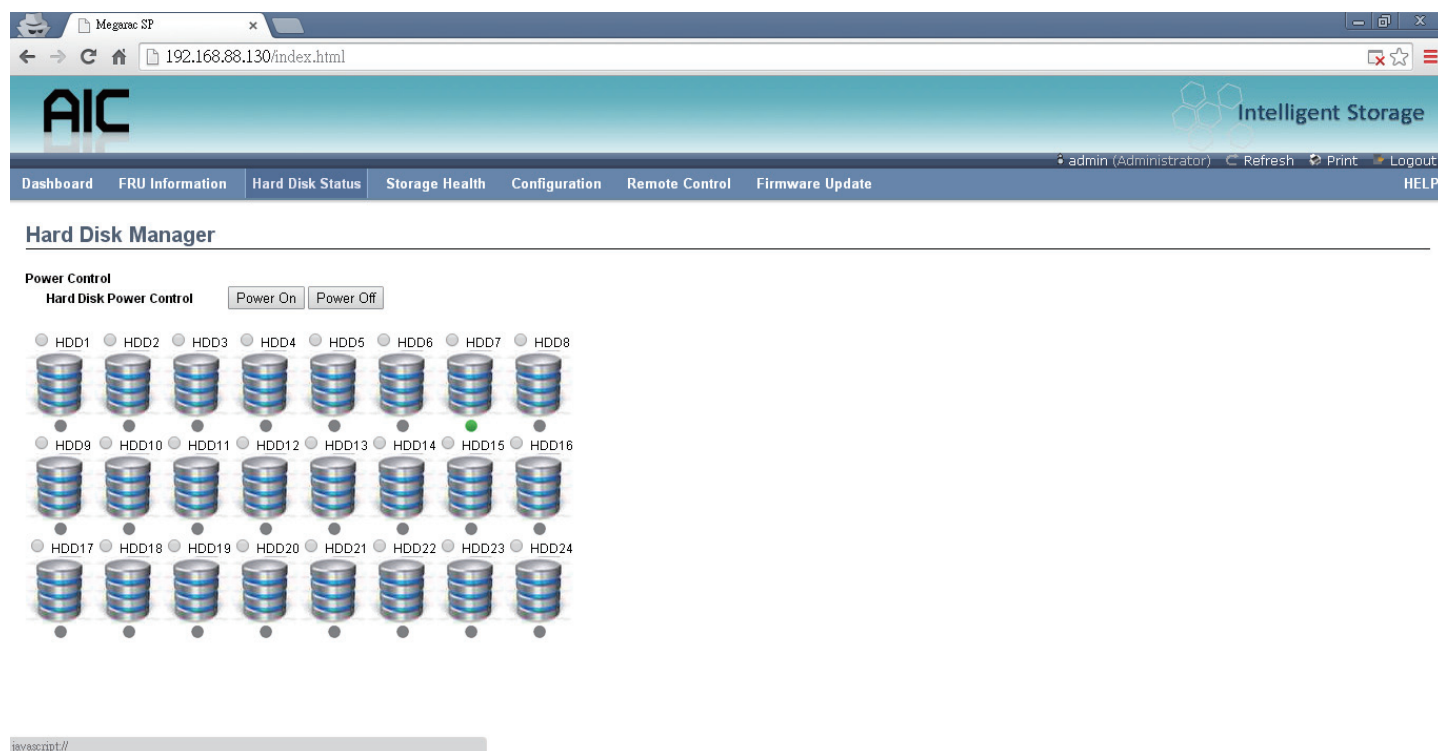 Megarac SP
192.168.88.130/index.html
AIC
Intelligent Storage
admin (Administrator) Refresh Print Logout
Dashboard FRU Information Hard Disk Status Storage Health Configuration Remote Control Firmware Update HELP
Hard Disk Manager
Power Control
Hard Disk Power Control Power On Power Off
HDD1 HDD2 HDD3 HDD4 HDD5 HDD6 HDD7 HDD8
HDD9 HDD10 HDD11 HDD12 HDD13 HDD14 HDD15 HDD16
HDD17 HDD18 HDD19 HDD20 HDD21 HDD22 HDD23 HDD24
javascript://